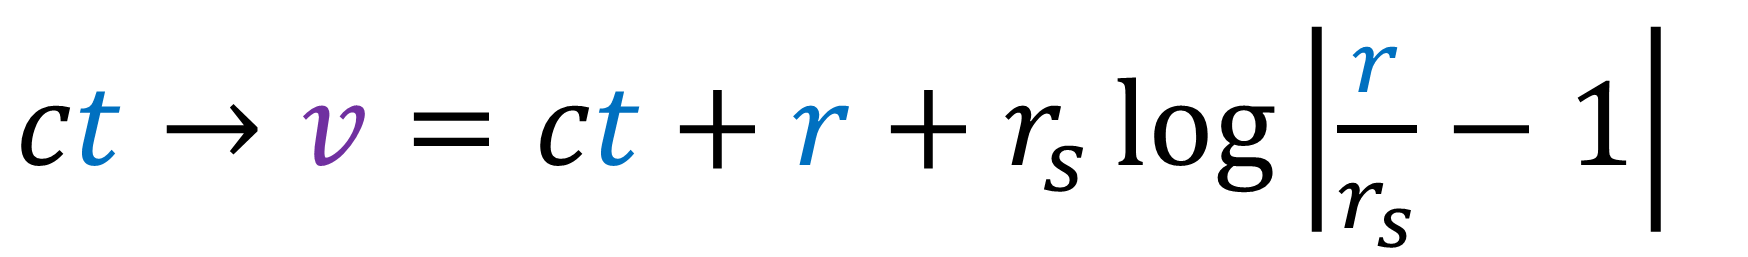 ct → v = ct + r + r_s log |r/r_s − 1|